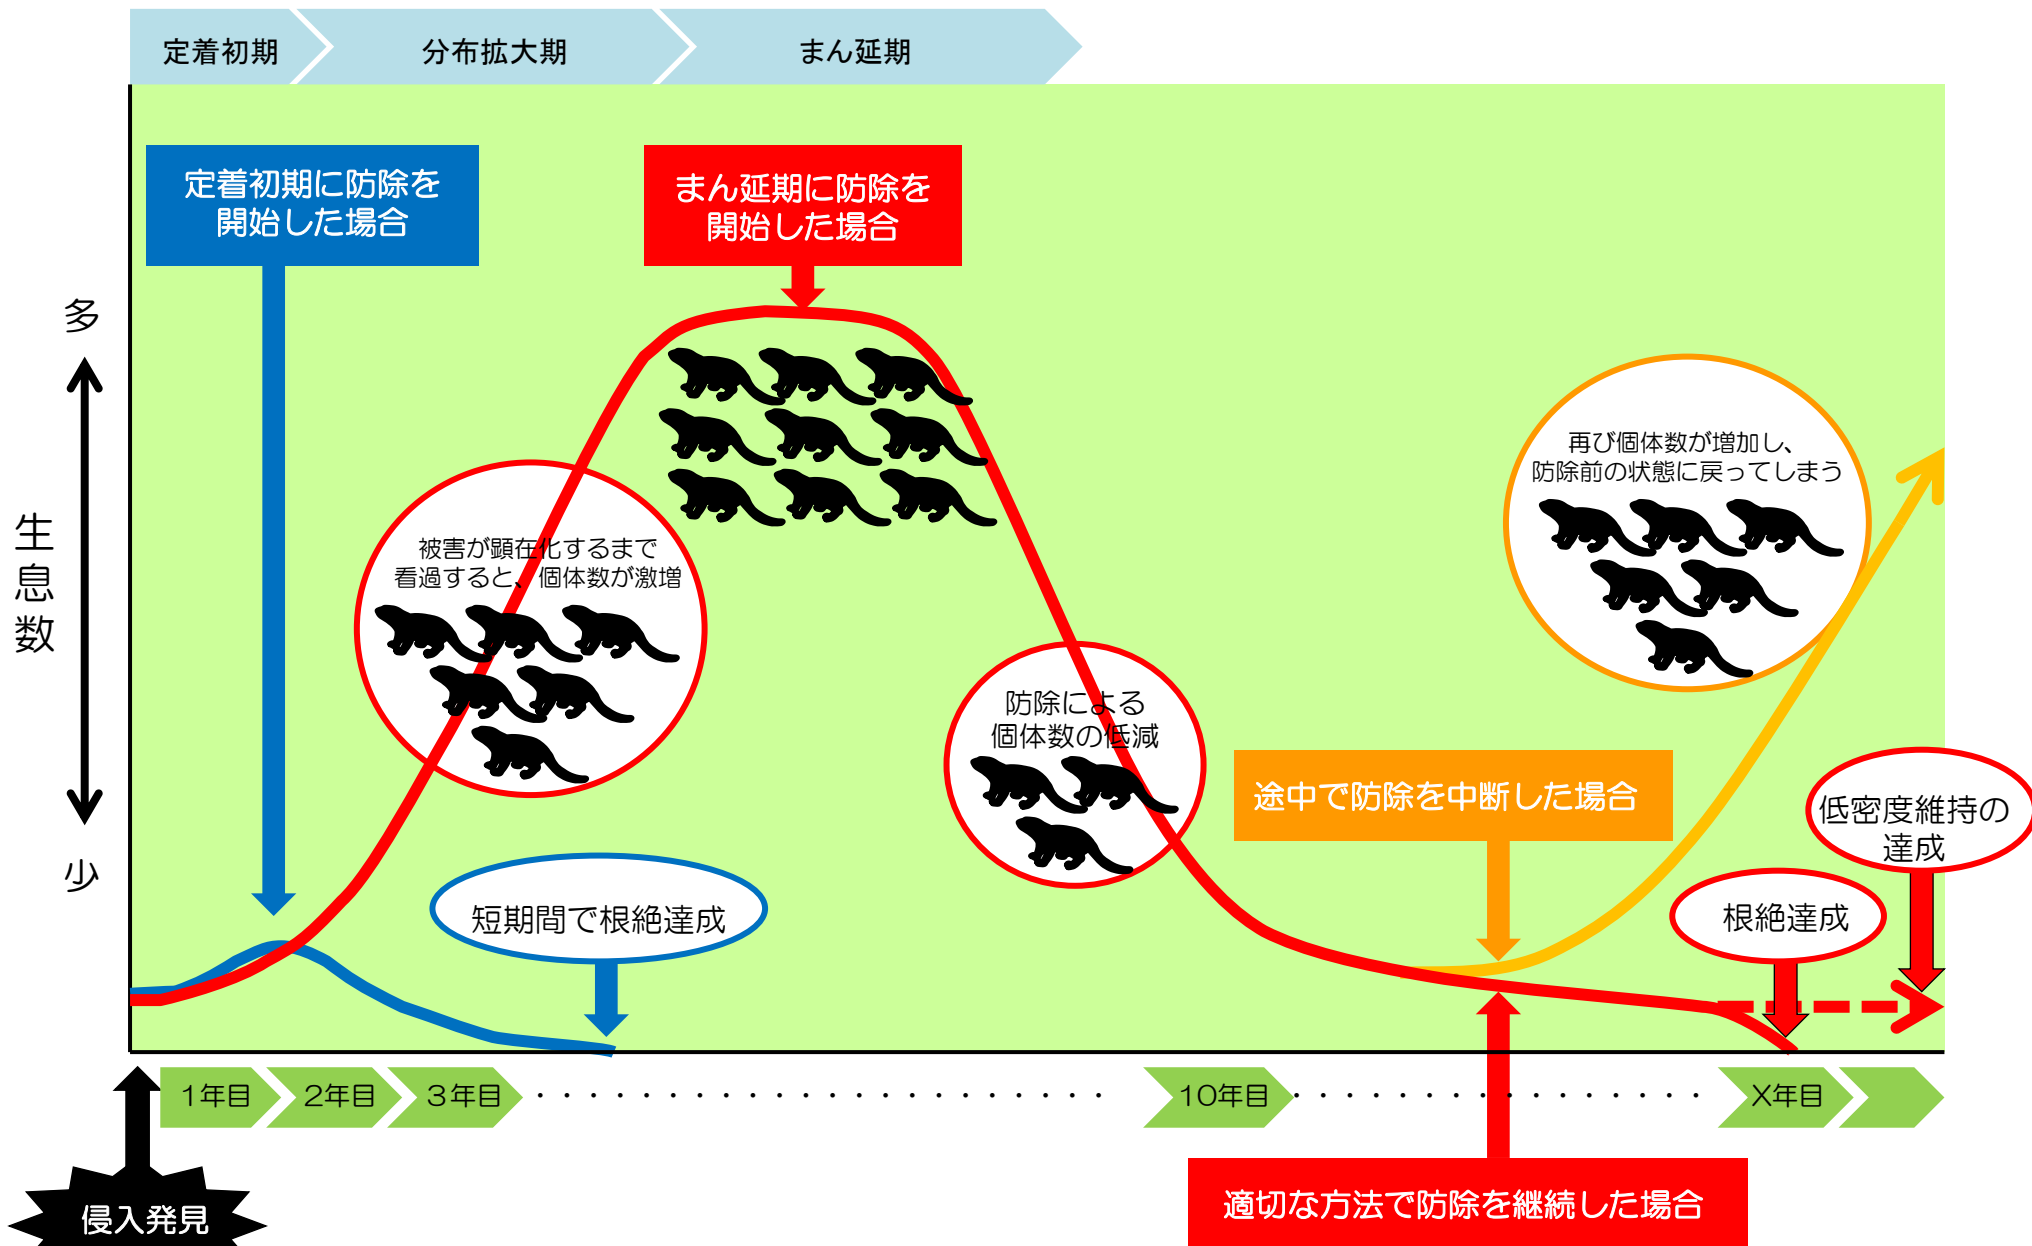 定着初期
分布拡大期
まん延期
定着初期に防除を
開始した場合
まん延期に防除を
開始した場合
多
生息数
少
再び個体数が増加し、
防除前の状態に戻ってしまう
被害が顕在化するまで
看過すると、個体数が激増
防除による
個体数の低減
途中で防除を中断した場合
低密度維持の
達成
短期間で根絶達成
根絶達成
1年目
2年目
3年目
・・・・・・・・・・・・・・・・・・・・・・
10年目
・・・・・・・・・・・・・・・・
X年目
侵入発見
適切な方法で防除を継続した場合